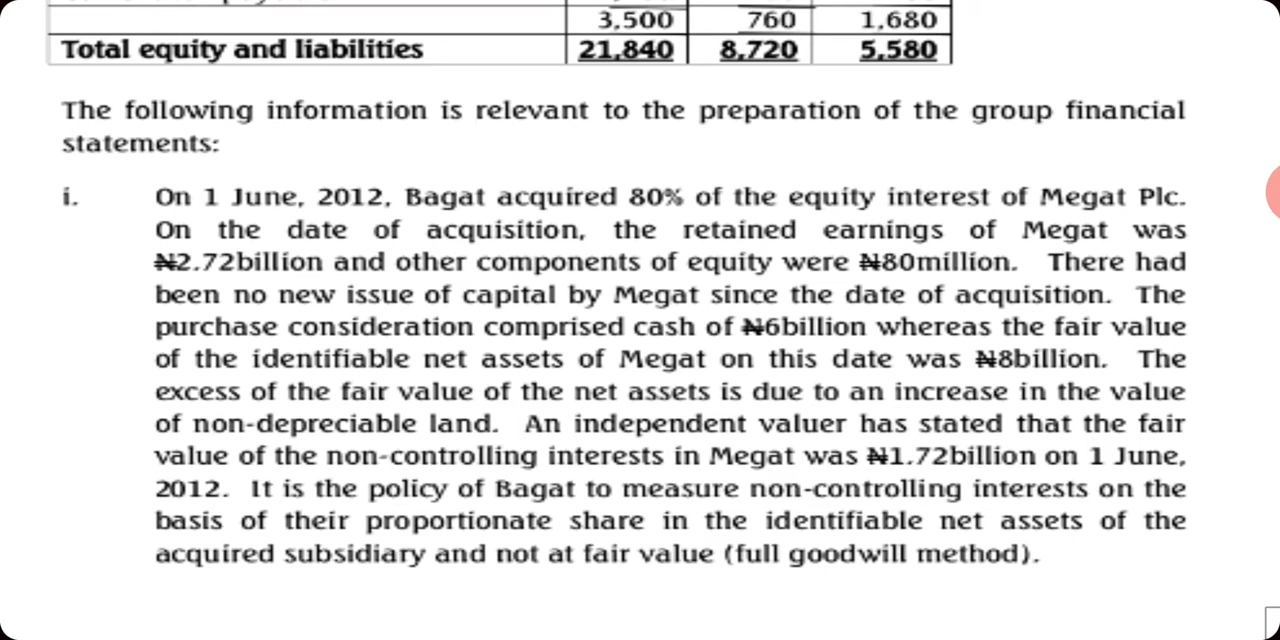 3,500 760 1,680
Total equity and liabilities 21,840 8,720 5,580
The following information is relevant to the preparation of the group financial
statements:
i. On 1 June, 2012, Bagat acquired 80% of the equity interest of Megat Plc.
On the date of acquisition, the retained earnings of Megat was
₦2.72billion and other components of equity were ₦80million. There had
been no new issue of capital by Megat since the date of acquisition. The
purchase consideration comprised cash of ₦6billion whereas the fair value
of the identifiable net assets of Megat on this date was ₦8billion. The
excess of the fair value of the net assets is due to an increase in the value
of non-depreciable land. An independent valuer has stated that the fair
value of the non-controlling interests in Megat was ₦1.72billion on 1 June,
2012. It is the policy of Bagat to measure non-controlling interests on the
basis of their proportionate share in the identifiable net assets of the
acquired subsidiary and not at fair value (full goodwill method).